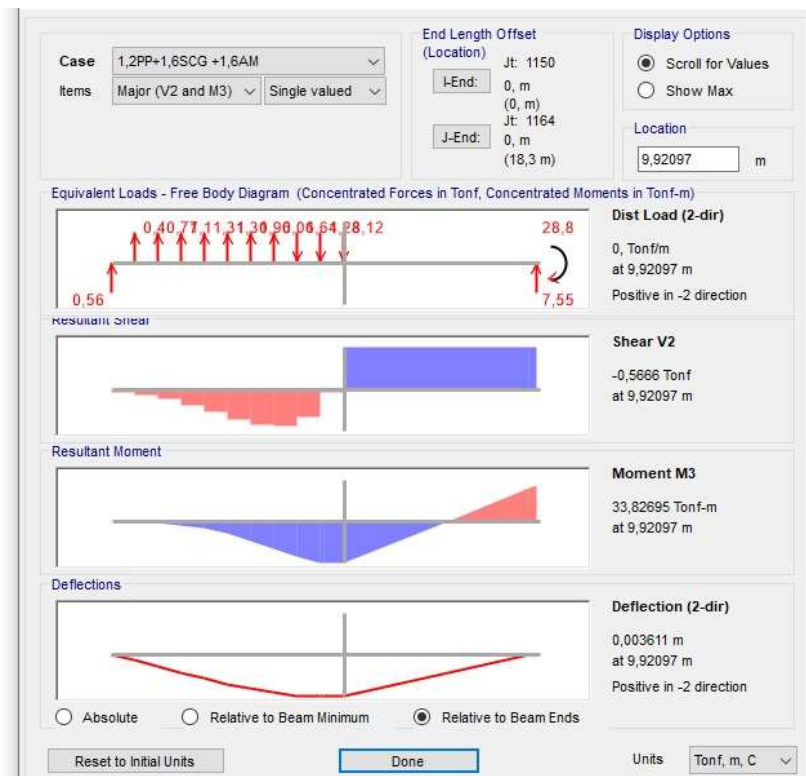 Case
1,2PP+1,6SCG +1,6AM
Items
Major (V2 and M3)
Single valued
End Length Offset
(Location)
Jt: 1150
I-End:
0, m
(0, m)
Jt: 1164
J-End:
0, m
(18,3 m)
Display Options
Scroll for Values
Show Max
Location
9,92097
m
Equivalent Loads - Free Body Diagram (Concentrated Forces in Tonf, Concentrated Moments in Tonf-m)
28,8
0,56
7,55
Dist Load (2-dir)
0, Tonf/m
at 9,92097 m
Positive in -2 direction
Resultant Shear
Shear V2
-0,5666 Tonf
at 9,92097 m
Resultant Moment
Moment M3
33,82695 Tonf-m
at 9,92097 m
Deflections
Deflection (2-dir)
0,003611 m
at 9,92097 m
Positive in -2 direction
Absolute
Relative to Beam Minimum
Relative to Beam Ends
Reset to Initial Units
Done
Units
Tonf, m, C